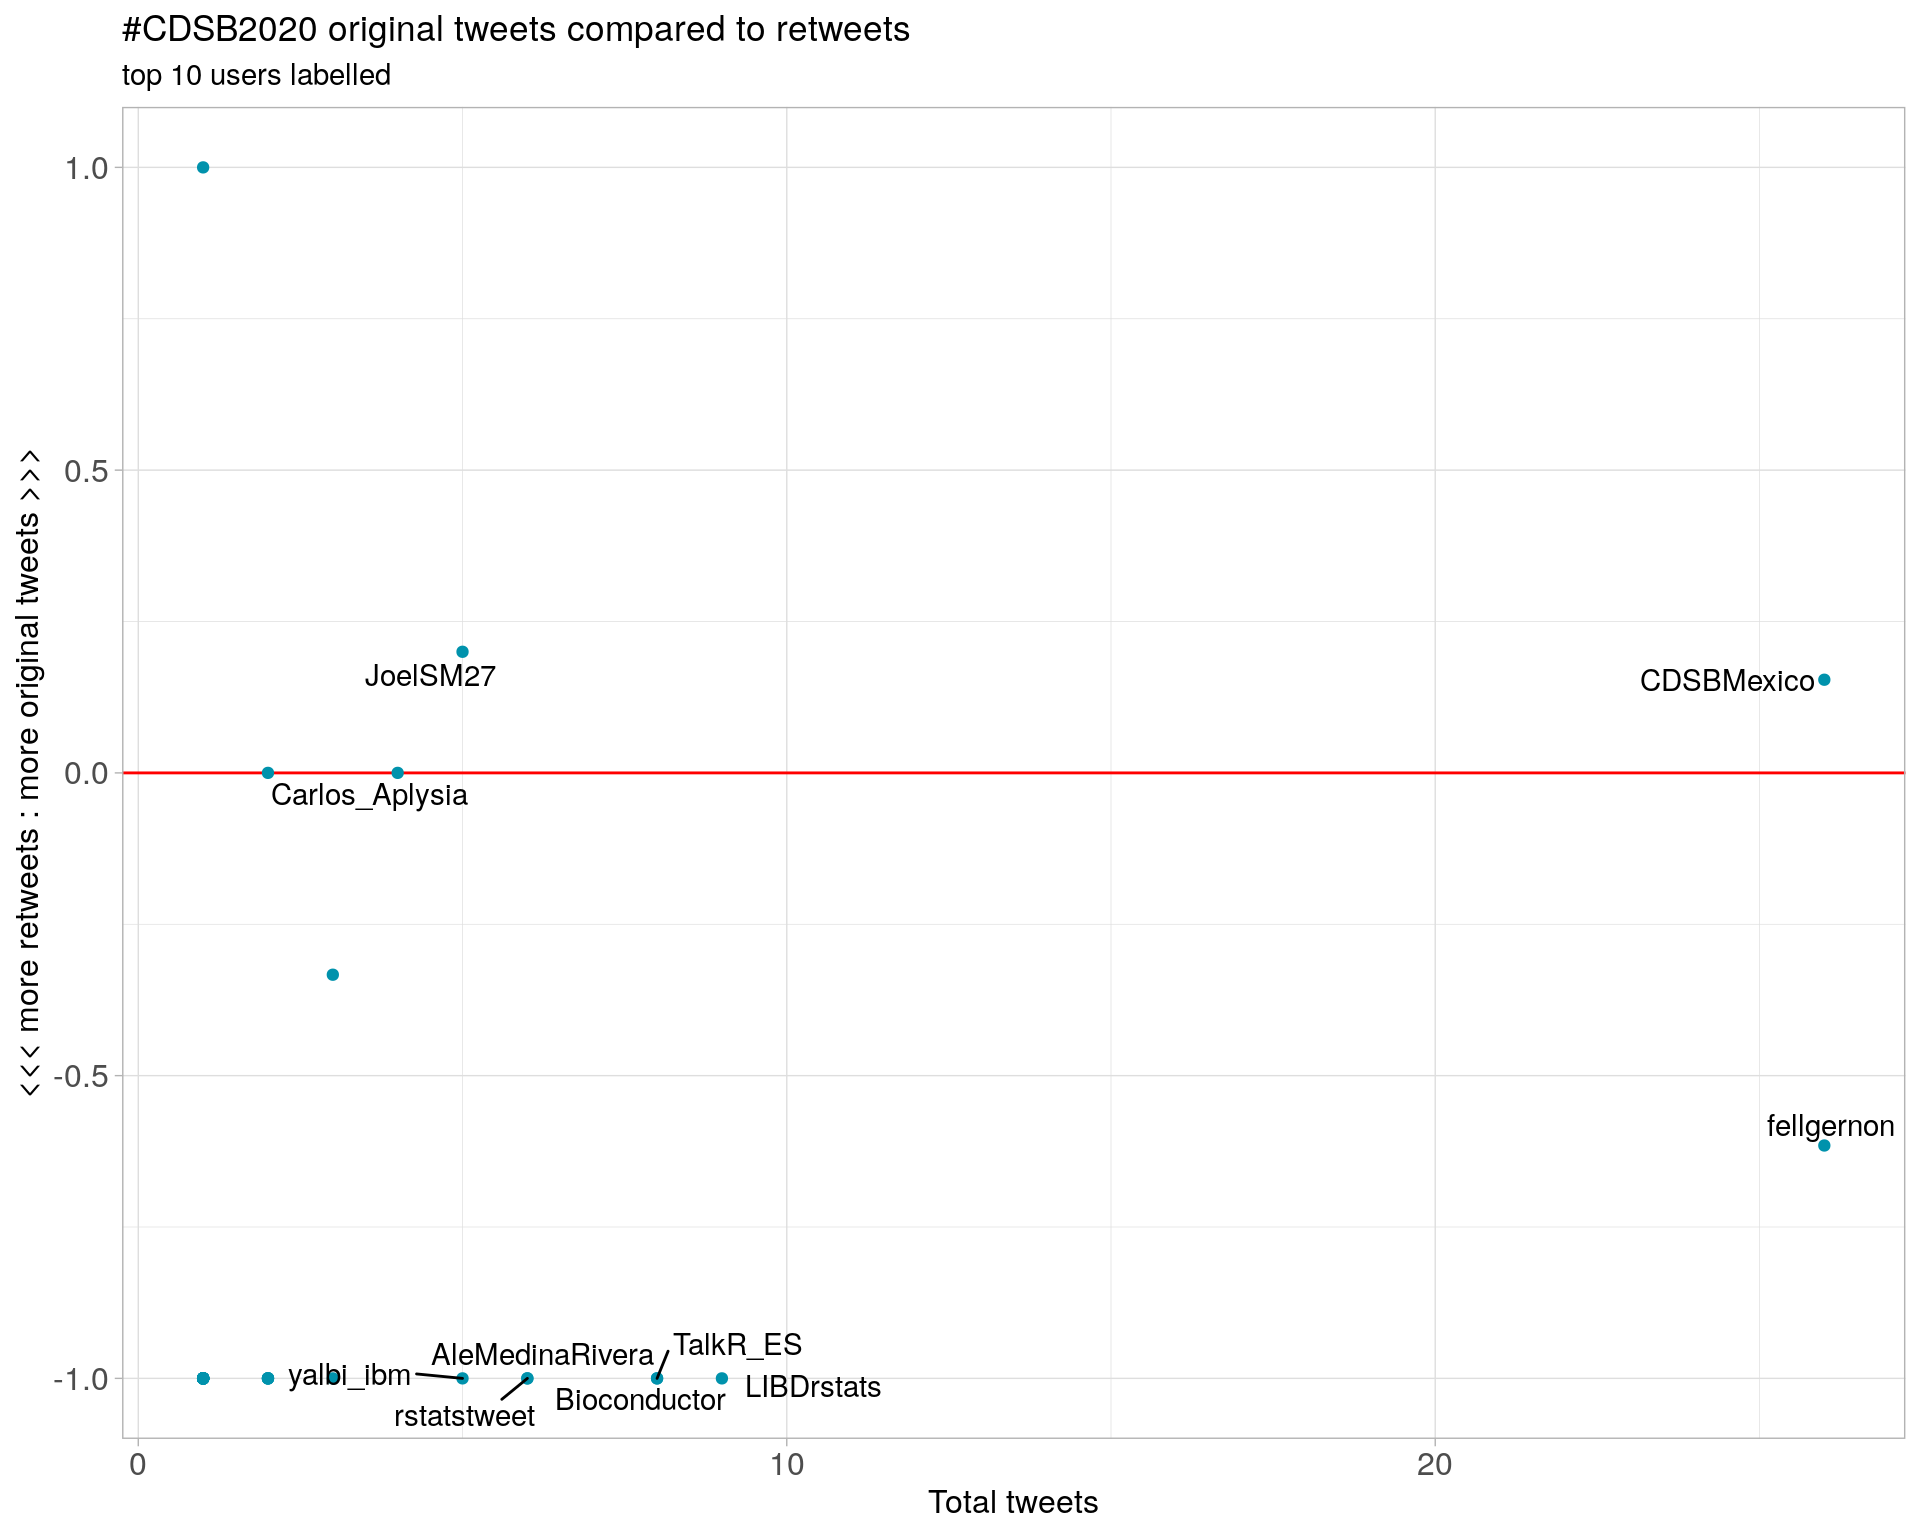 #CDSB2020 original tweets compared to retweets
top 10 users labelled
<<< more retweets : more original tweets >>>
1.0
0.5
0.0
-0.5
-1.0
JoelSM27
CDSBMexico
Carlos_Aplysia
fellgernon
TalkR_ES
AleMedinaRivera
yalbi_ibm
LIBDrstats
Bioconductor
rstatstweet
0
10
20
Total tweets